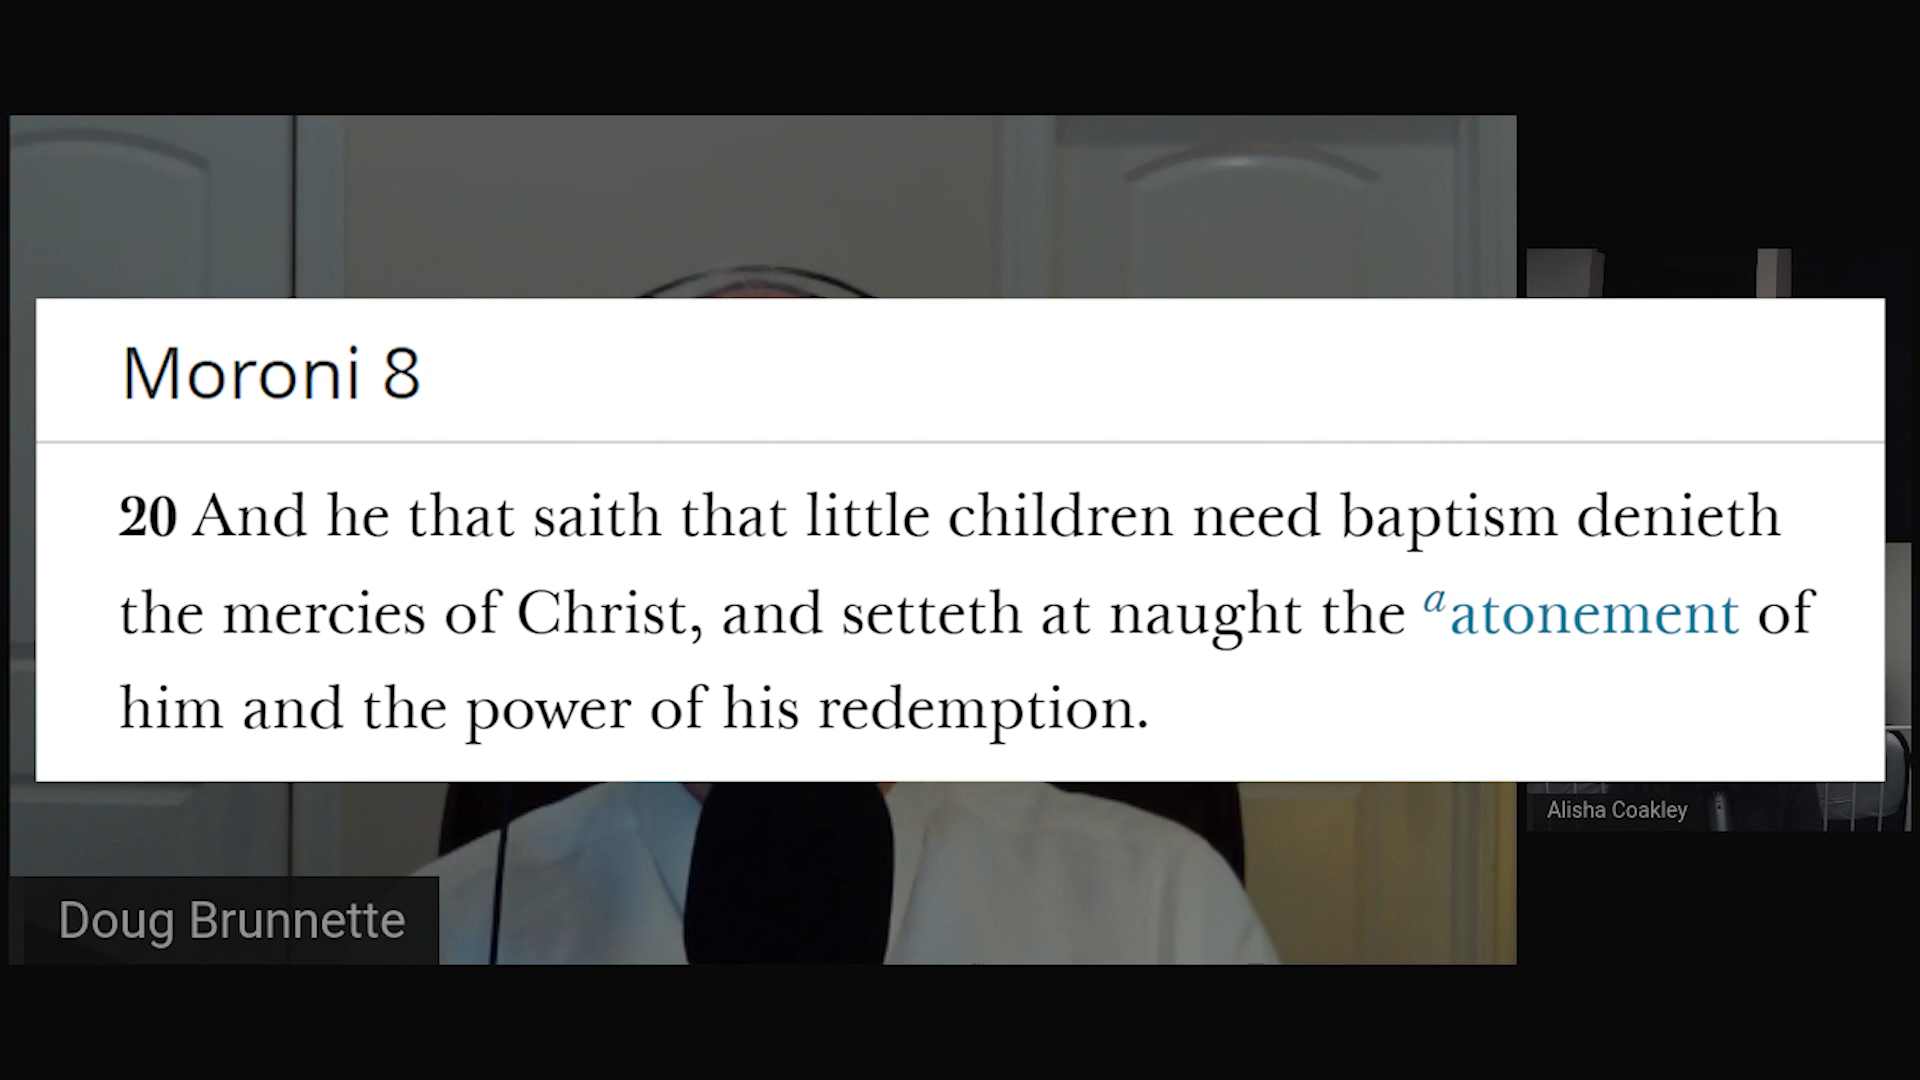 Moroni 8
20 And he that saith that little children need baptism denieth
the mercies of Christ, and setteth at naught the a atonement of
him and the power of his redemption.
Alisha Coakley
Doug Brunnette